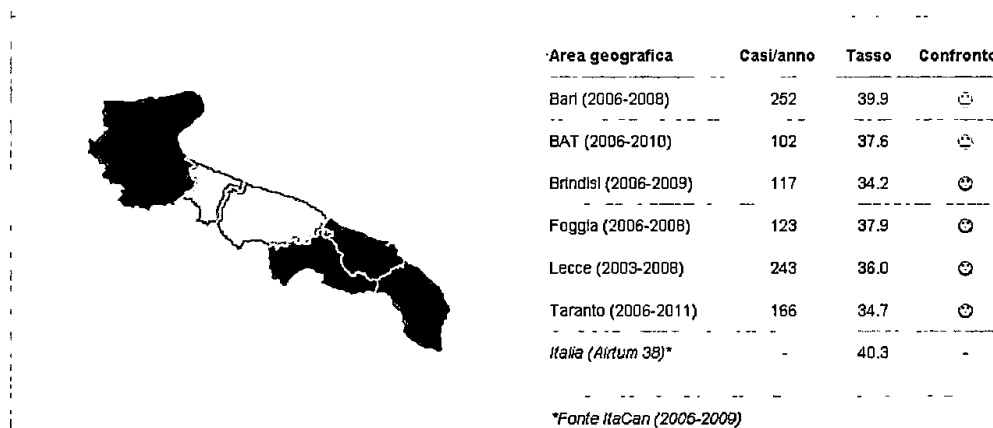 Area geografica Casi/anno Tasso Confronto
Bari (2006-2008) 252 39.9
BAT (2006-2010) 102 37.6
Brindisi (2006-2009) 117 34.2
Foggia (2006-2008) 123 37.9
Lecce (2003-2008) 243 36.0
Taranto (2006-2011) 166 34.7
Italia (Airtum 38)* - 40.3 -
*Fonte ItaCan (2006-2009)